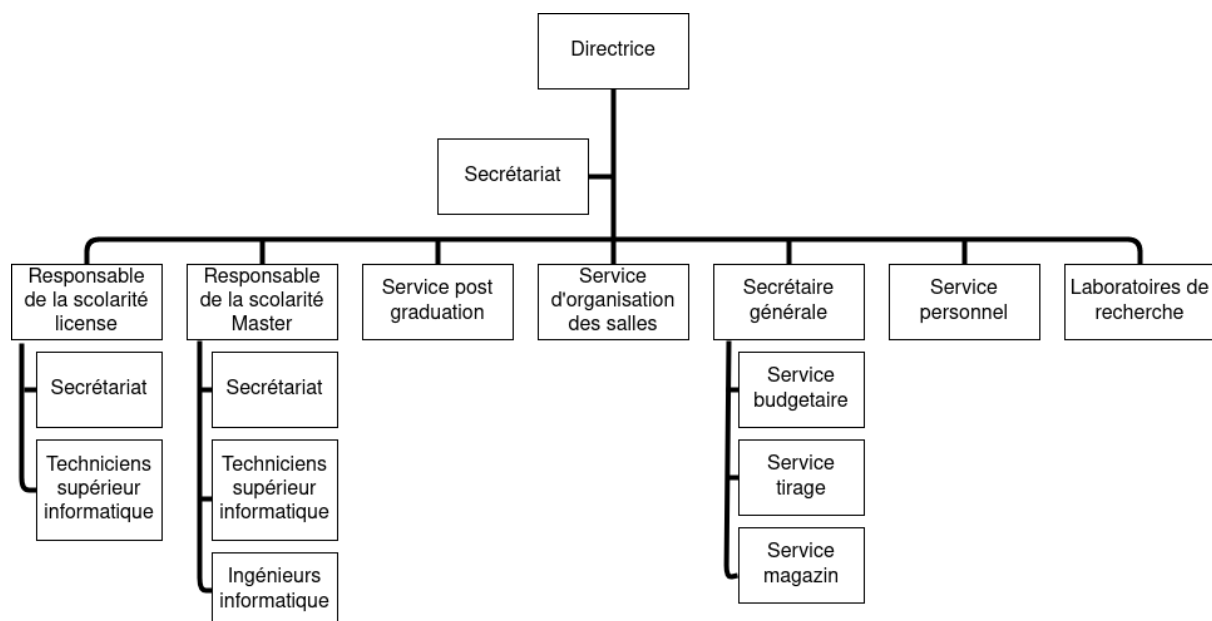 Directrice
Secrétariat
Responsable
de la scolarité
license
Responsable
de la scolarité
Master
Service post
graduation
Service
d'organisation
des salles
Secrétaire
générale
Service
personnel
Laboratoires de
recherche
Secrétariat
Techniciens
supérieur
informatique
Secrétariat
Techniciens
supérieur
informatique
Ingénieurs
informatique
Service
budgetaire
Service
tirage
Service
magazin